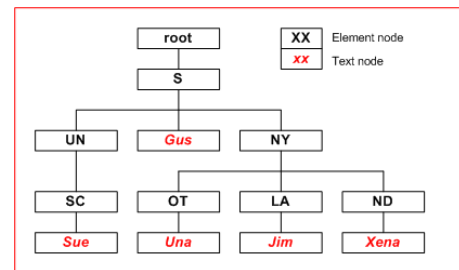 root
XX Element node
xx Text node
S
UN Gus NY
SC OT LA ND
Sue Una Jim Xena